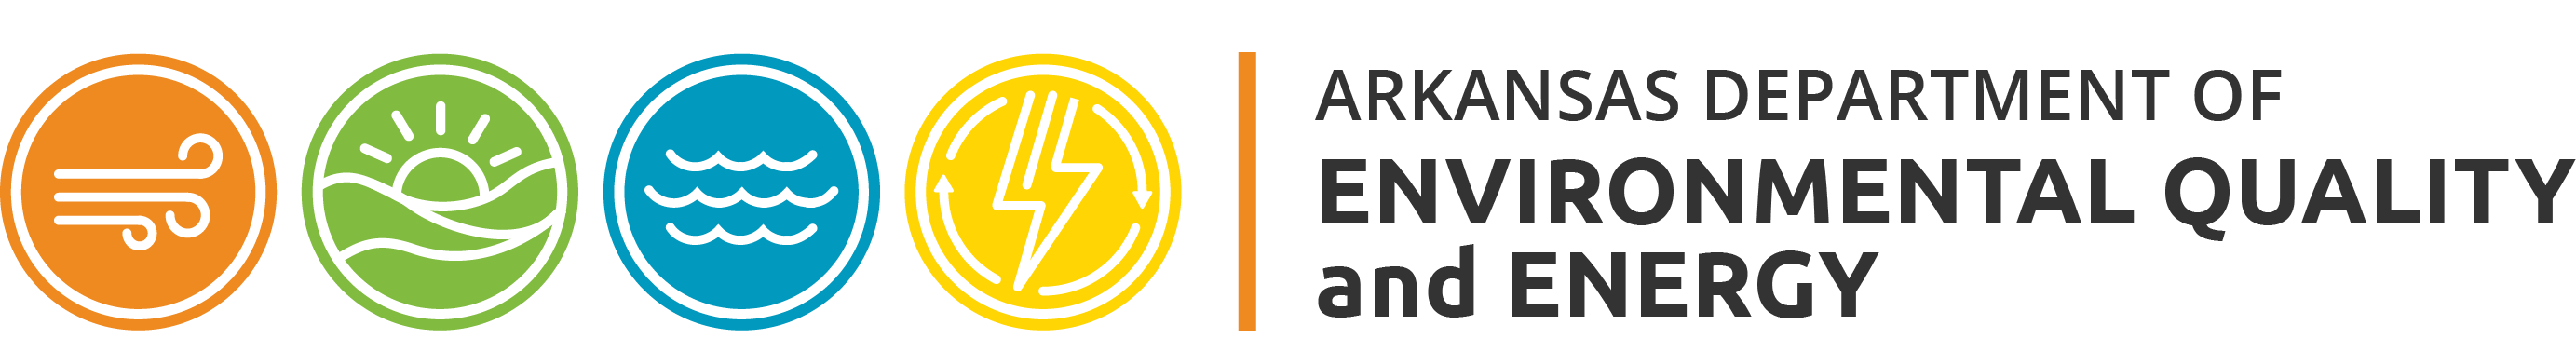 ARKANSAS DEPARTMENT OF
ENVIRONMENTAL QUALITY
and ENERGY